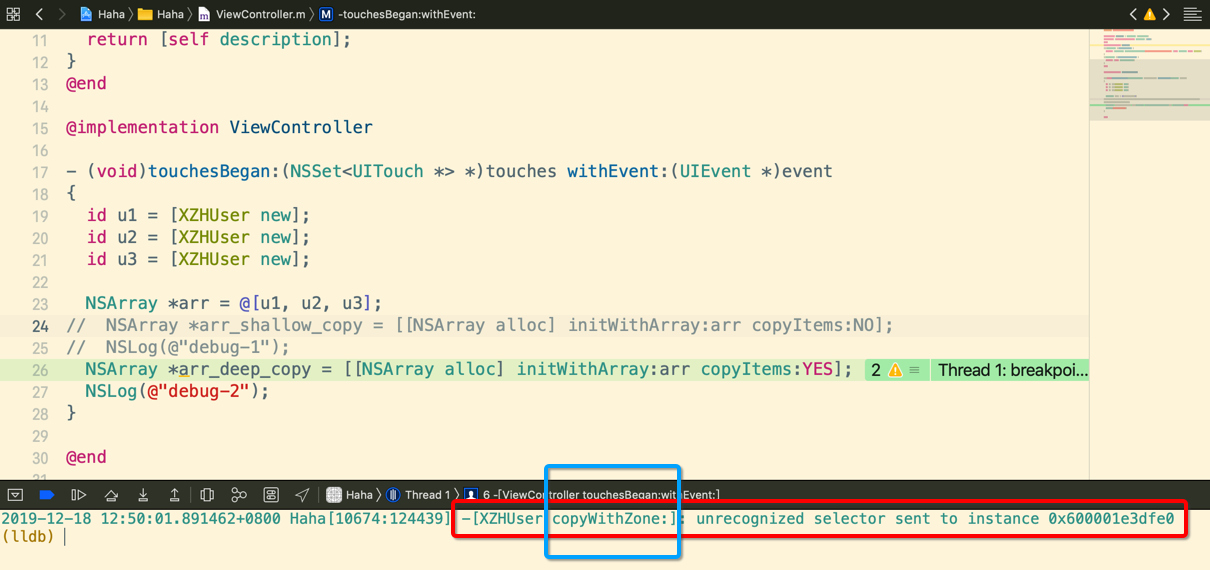 Haha 〉 Haha 〉 m ViewController.m 〉 M -touchesBegan:withEvent:
11 return [self description];
12 }
13 @end
14
15 @implementation ViewController
16
17 - (void)touchesBegan:(NSSet<UITouch *> *)touches withEvent:(UIEvent *)event
18 {
19 id u1 = [XZHUser new];
20 id u2 = [XZHUser new];
21 id u3 = [XZHUser new];
22
23 NSArray *arr = @[u1, u2, u3];
24 // NSArray *arr_shallow_copy = [[NSArray alloc] initWithArray:arr copyItems:NO];
25 // NSLog(@"debug-1");
26 NSArray *arr_deep_copy = [[NSArray alloc] initWithArray:arr copyItems:YES]; 2 Thread 1: breakpoi...
27 NSLog(@"debug-2");
28 }
29
30 @end
Haha 〉 Thread 1 〉 6 -[ViewController touchesBegan:withEvent:]
2019-12-18 12:50:01.891462+0800 Haha[10674:124439] -[XZHUser copyWithZone:]: unrecognized selector sent to instance 0x600001e3dfe0
(lldb)